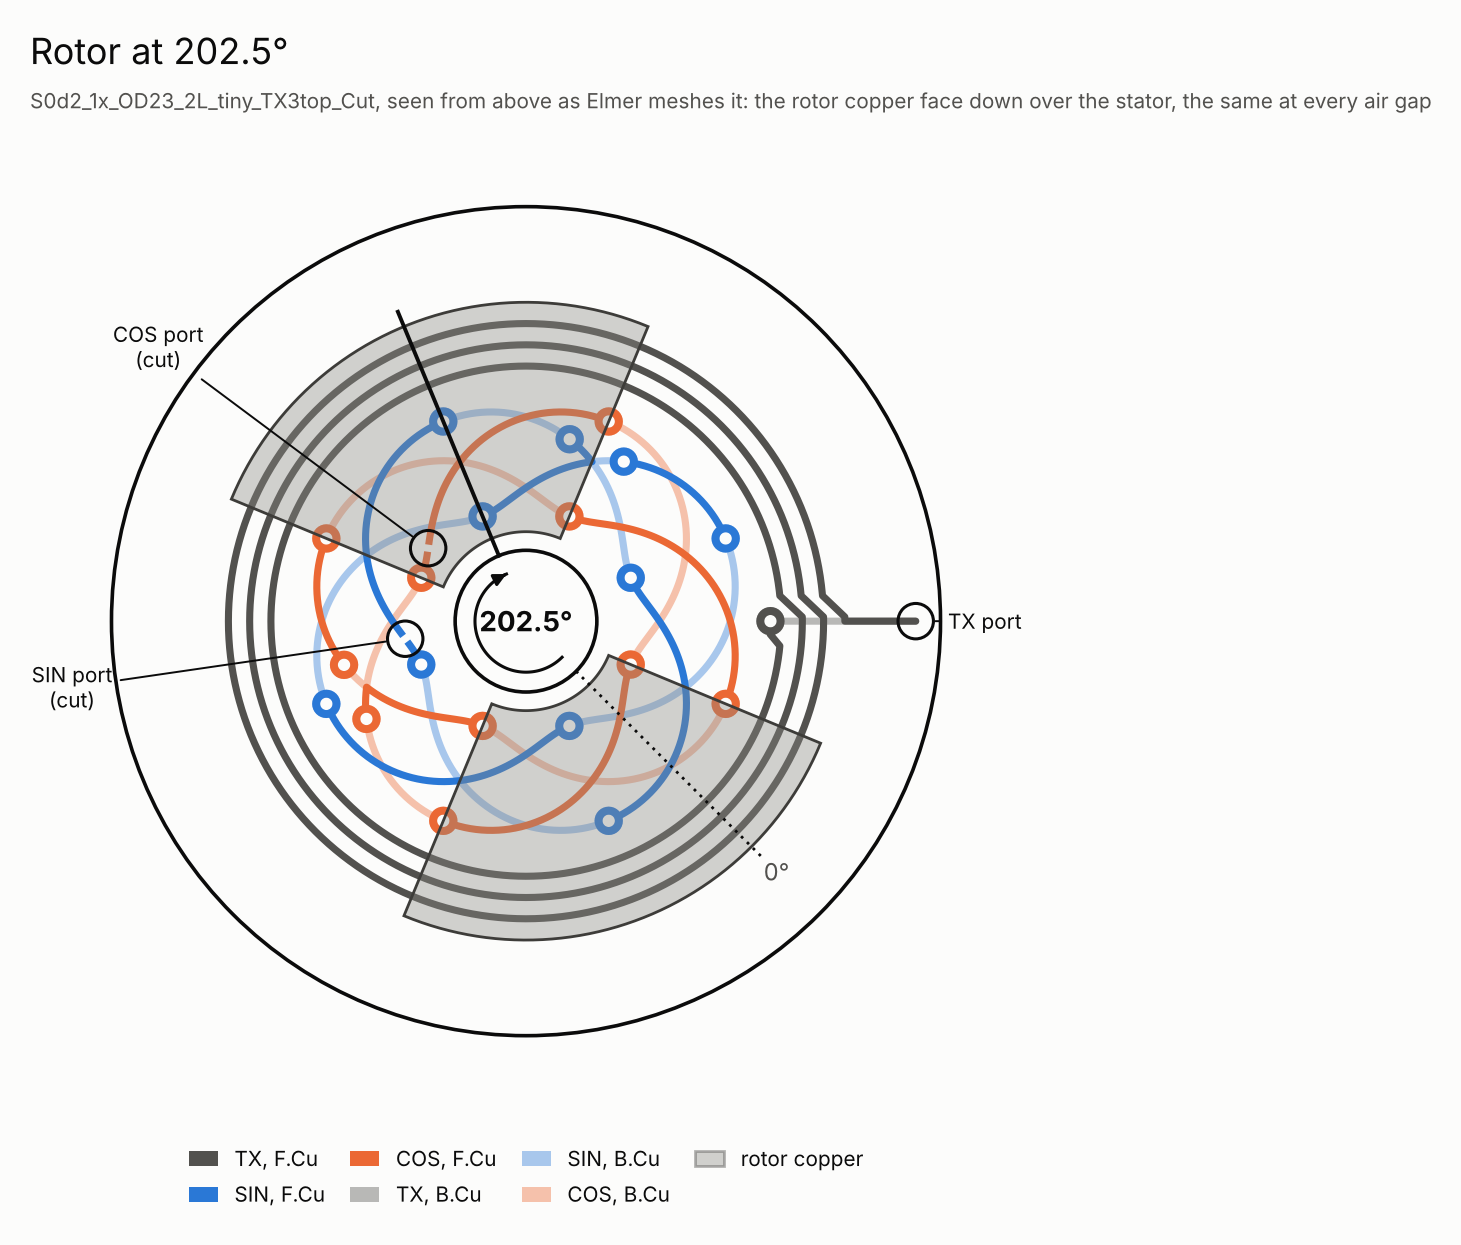 Rotor at 202.5°
S0d2_1x_OD23_2L_tiny_TX3top_Cut, seen from above as Elmer meshes it: the rotor copper face down over the stator, the same at every air gap
COS port
(cut)
202.5°
TX port
SIN port
(cut)
0°
TX, F.Cu
COS, F.Cu
SIN, B.Cu
rotor copper
SIN, F.Cu
TX, B.Cu
COS, B.Cu